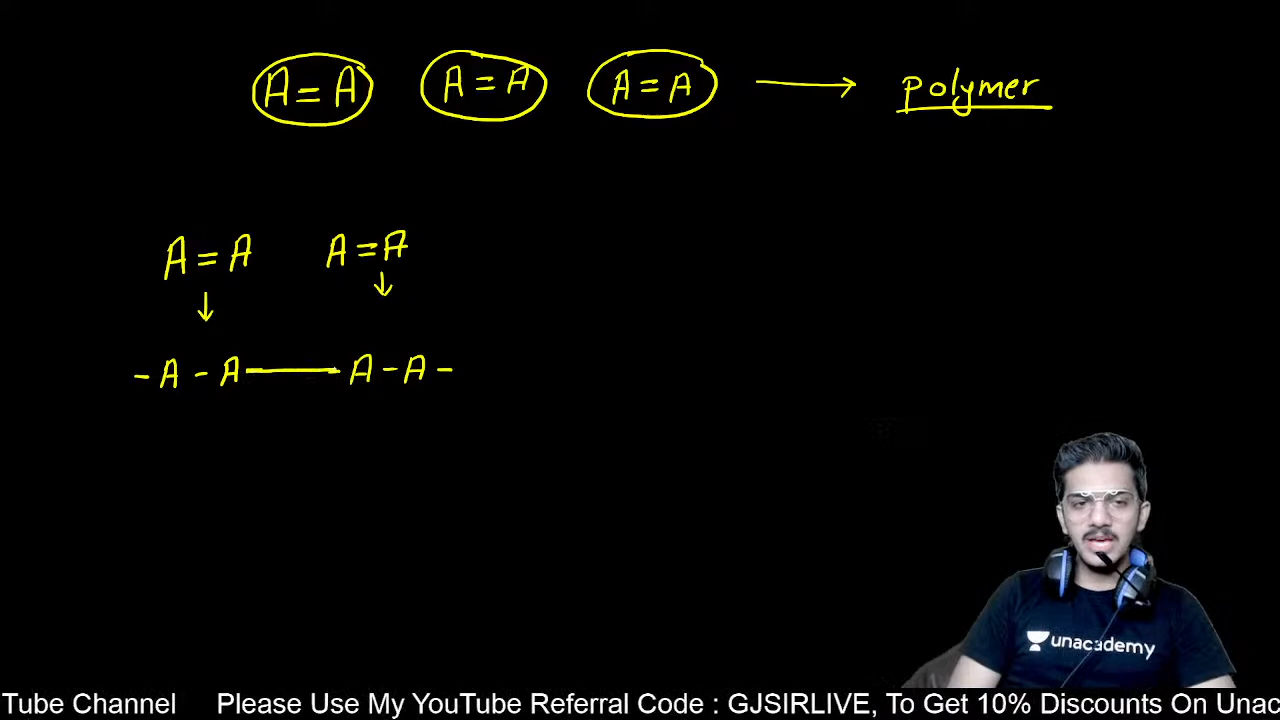 A = A A = A A = A ⟶ polymer
A = A A = A
↓ ↓
- A - A — A - A -
unacademy
Tube Channel Please Use My YouTube Referral Code : GJSIRLIVE, To Get 10% Discounts On Unac